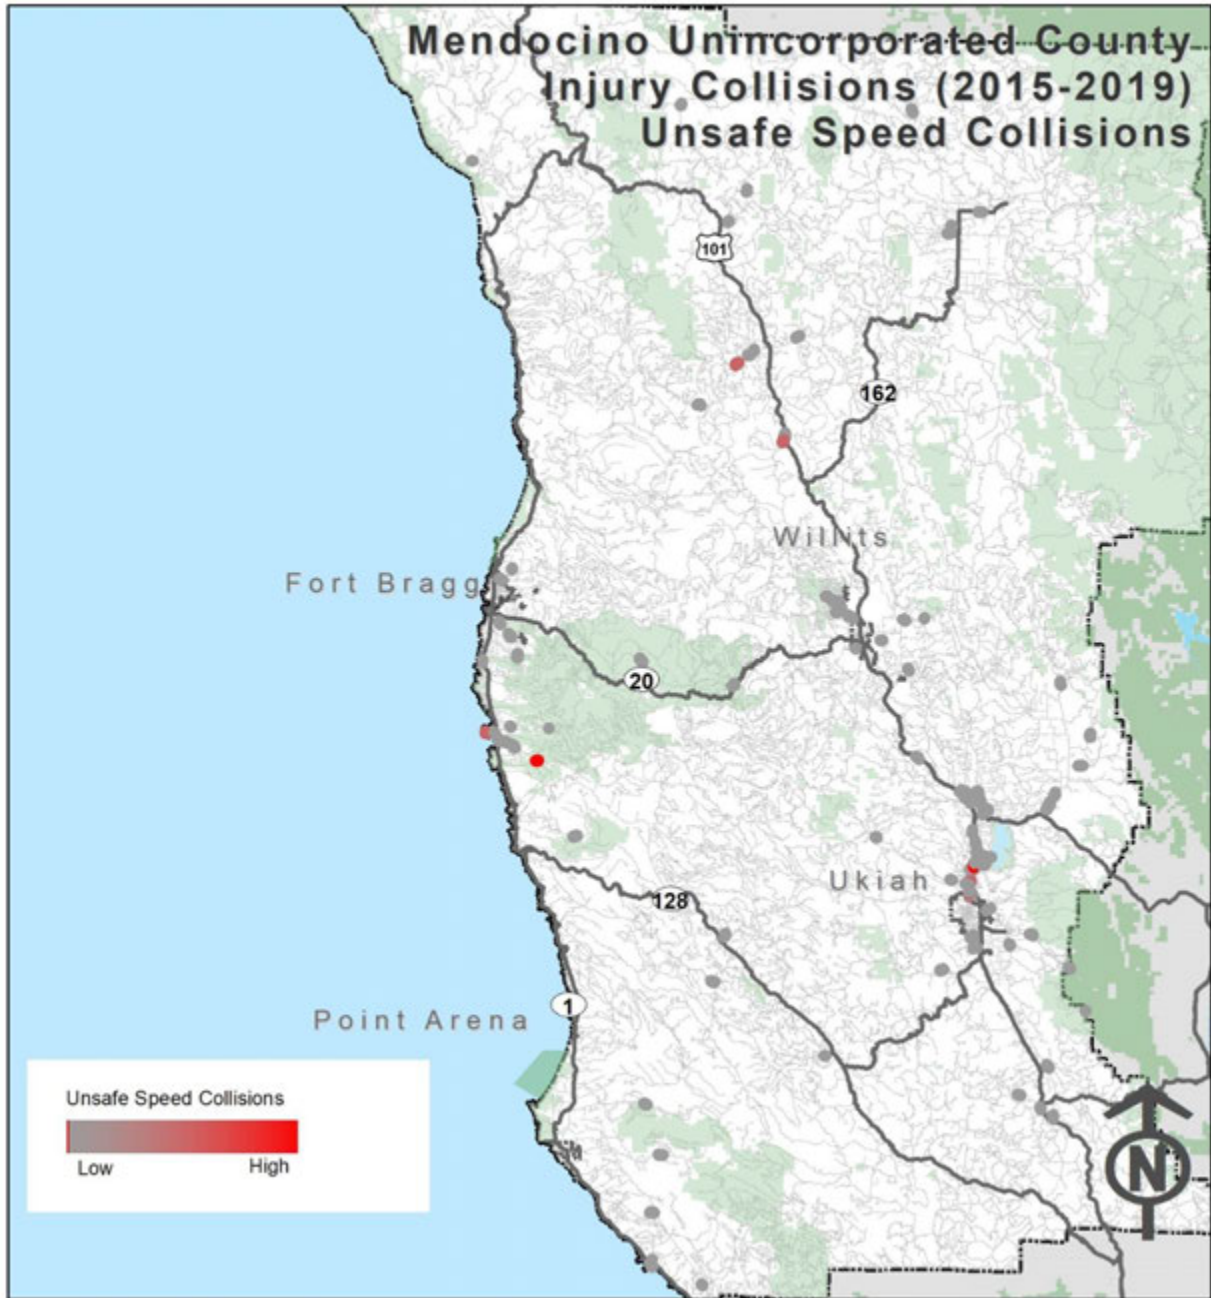 Mendocino Unincorporated County
Injury Collisions (2015-2019)
Unsafe Speed Collisions
101
162
Willits
Fort Bragg
20
Ukiah
128
1
Point Arena
Unsafe Speed Collisions
Low High
N